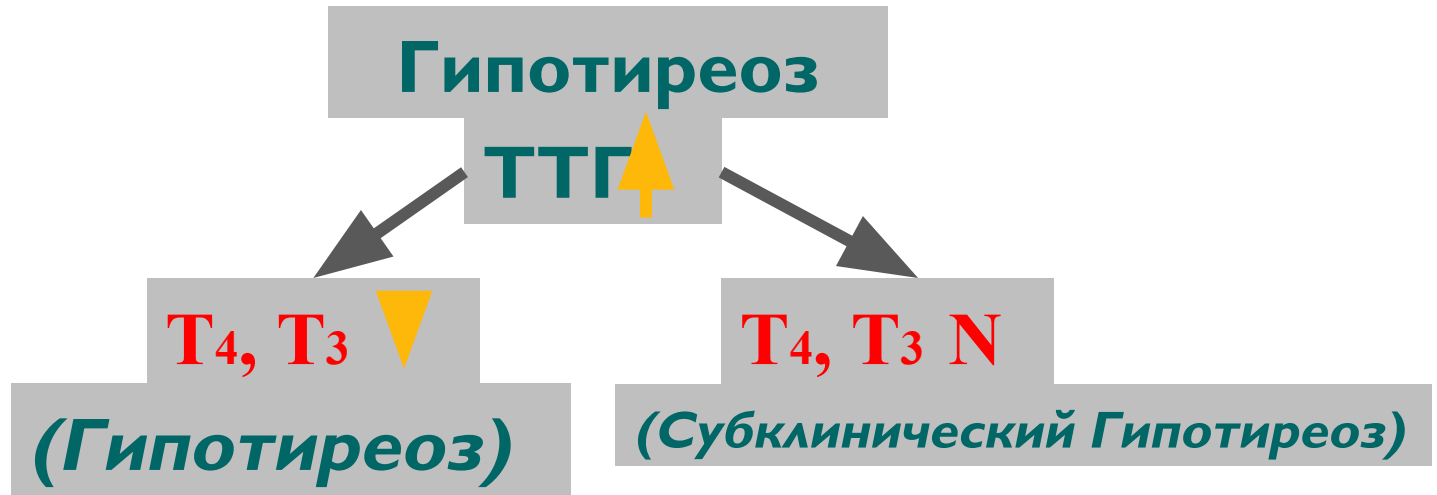 Гипотиреоз
ТТГ
Т4, Т3
(Гипотиреоз)
Т4, Т3 N
(Субклинический Гипотиреоз)